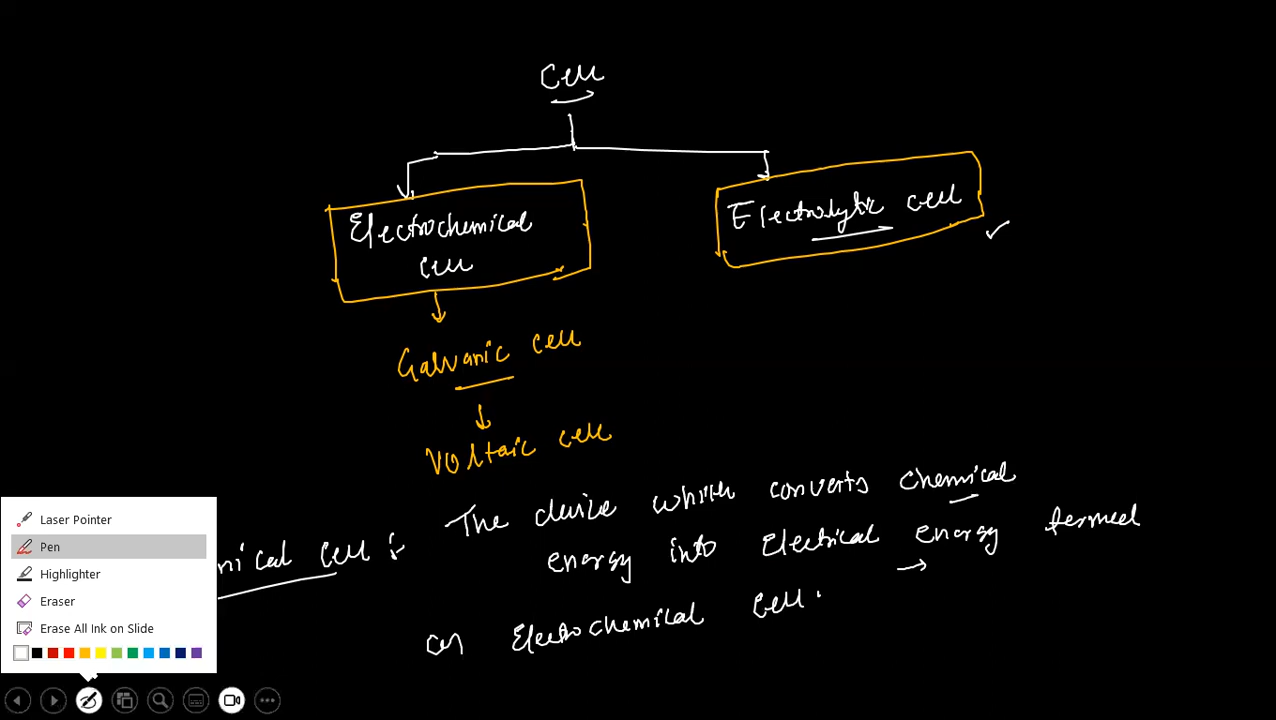 Cell
Electrochemical
cell
Electrolytic cell
Galvanic cell
Voltaic cell
nical cell :- The device which converts chemical
energy into Electrical energy termed
as Electrochemical cell.
Laser Pointer
Pen
Highlighter
Eraser
Erase All Ink on Slide